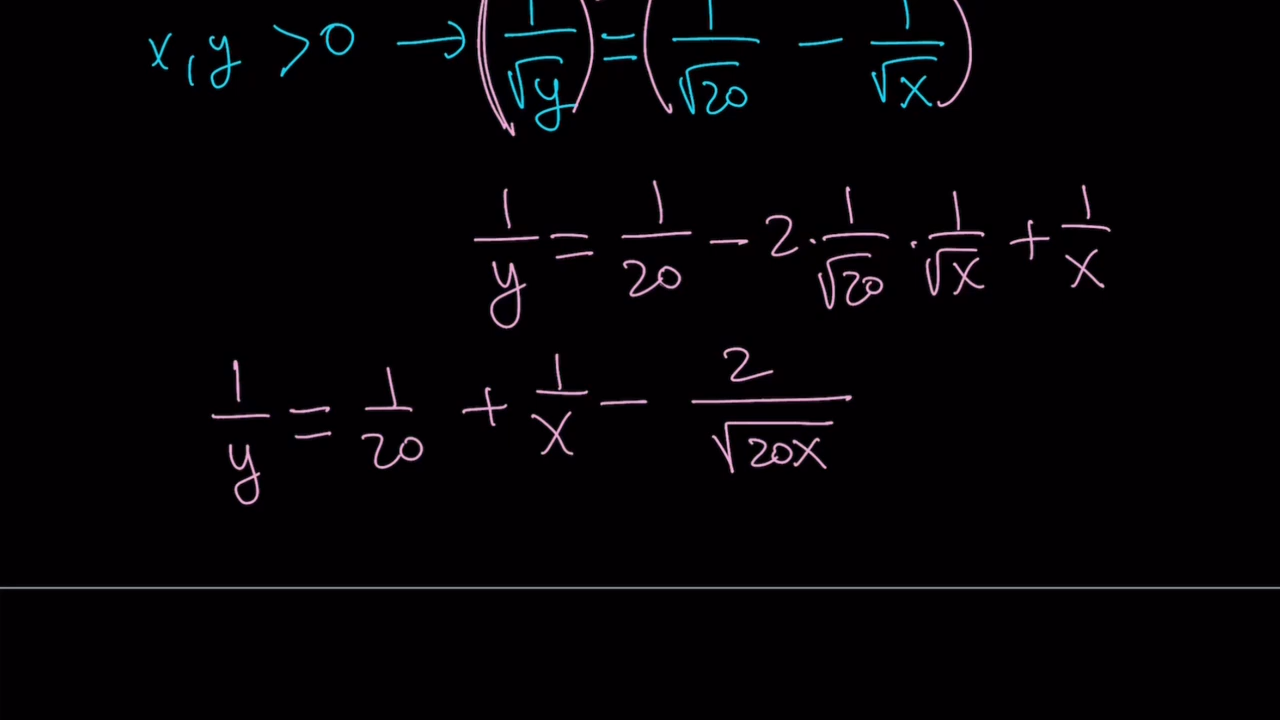 x, y > 0 → (1/√y) = (1/√20 − 1/√x)
1/y = 1/20 − 2 · 1/√20 · 1/√x + 1/x
1/y = 1/20 + 1/x − 2/√20x